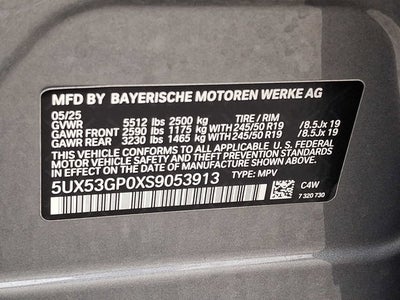 MFD BY BAYERISCHE MOTOREN WERKE AG
05/25
GVWR 5512 lbs 2500 kg TIRE / RIM
GAWR FRONT 2590 lbs 1175 kg WITH 245/50 R19 /8.5Jx 19
GAWR REAR 3230 lbs 1465 kg WITH 245/50 R19 /8.5Jx 19
THIS VEHICLE CONFORMS TO ALL APPLICABLE U.S. FEDERAL
MOTOR VEHICLE SAFETY AND THEFT PREVENTION STANDARDS
IN EFFECT ON THE DATE OF MANUFACTURE SHOWN ABOVE.
5UX53GP0XS9053913 TYPE: MPV
C4W
7 320 730